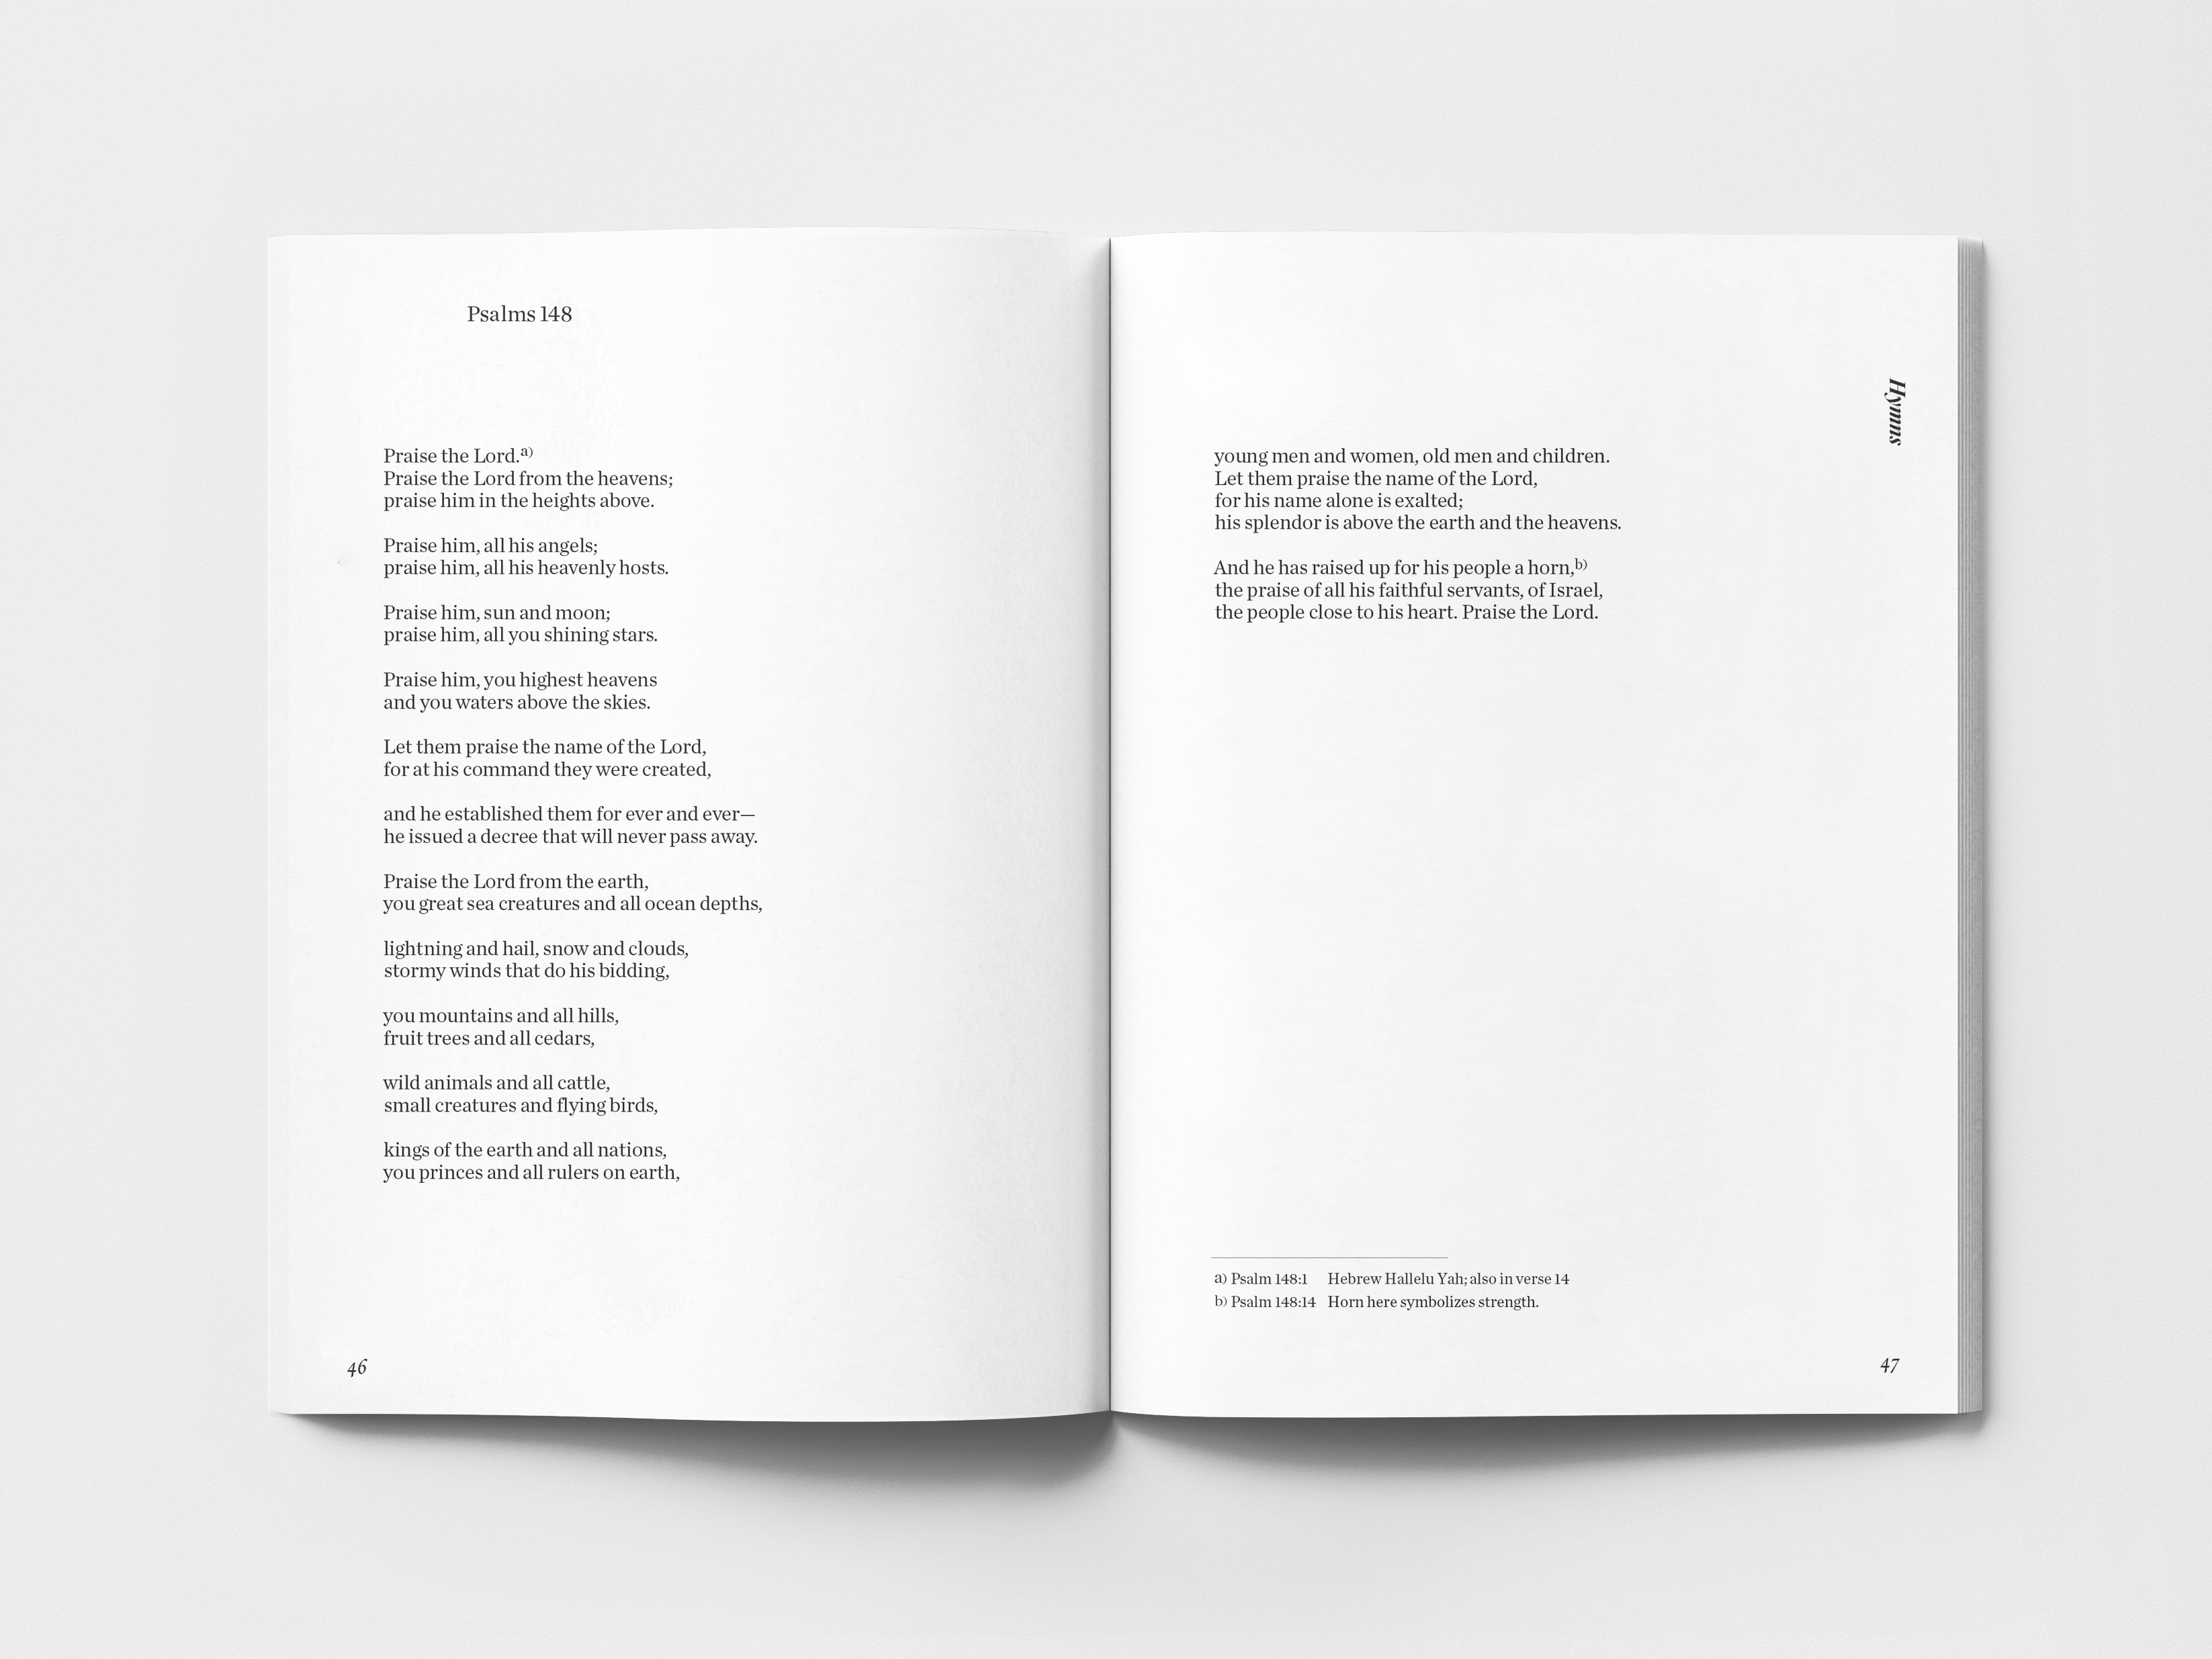 Psalms 148
Praise the Lord.a)
Praise the Lord from the heavens;
praise him in the heights above.
Praise him, all his angels;
praise him, all his heavenly hosts.
Praise him, sun and moon;
praise him, all you shining stars.
Praise him, you highest heavens
and you waters above the skies.
Let them praise the name of the Lord,
for at his command they were created,
and he established them for ever and ever—
he issued a decree that will never pass away.
Praise the Lord from the earth,
you great sea creatures and all ocean depths,
lightning and hail, snow and clouds,
stormy winds that do his bidding,
you mountains and all hills,
fruit trees and all cedars,
wild animals and all cattle,
small creatures and flying birds,
kings of the earth and all nations,
you princes and all rulers on earth,
46
Hymns
young men and women, old men and children.
Let them praise the name of the Lord,
for his name alone is exalted;
his splendor is above the earth and the heavens.
And he has raised up for his people a horn,b)
the praise of all his faithful servants, of Israel,
the people close to his heart. Praise the Lord.
a) Psalm 148:1 Hebrew Hallelu Yah; also in verse 14
b) Psalm 148:14 Horn here symbolizes strength.
47